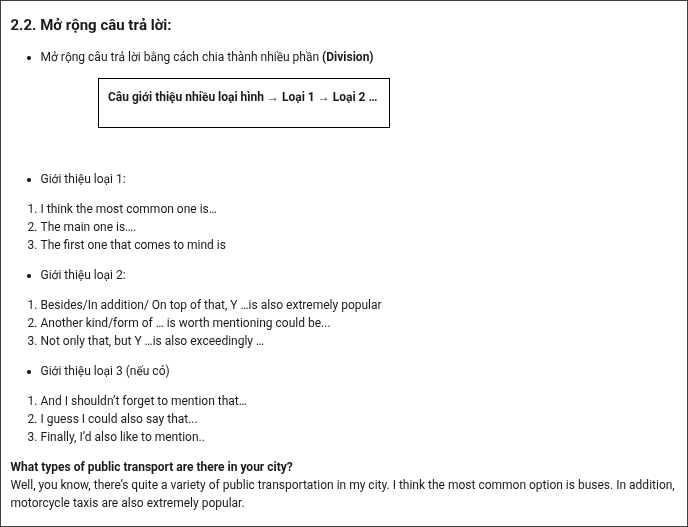 2.2. Mở rộng câu trả lời:
• Mở rộng câu trả lời bằng cách chia thành nhiều phần (Division)
Câu giới thiệu nhiều loại hình → Loại 1 → Loại 2 ...
• Giới thiệu loại 1:
1. I think the most common one is...
2. The main one is....
3. The first one that comes to mind is
• Giới thiệu loại 2:
1. Besides/In addition/ On top of that, Y ...is also extremely popular
2. Another kind/form of ... is worth mentioning could be...
3. Not only that, but Y ...is also exceedingly ...
• Giới thiệu loại 3 (nếu có)
1. And I shouldn't forget to mention that...
2. I guess I could also say that...
3. Finally, I'd also like to mention..
What types of public transport are there in your city?
Well, you know, there's quite a variety of public transportation in my city. I think the most common option is buses. In addition,
motorcycle taxis are also extremely popular.